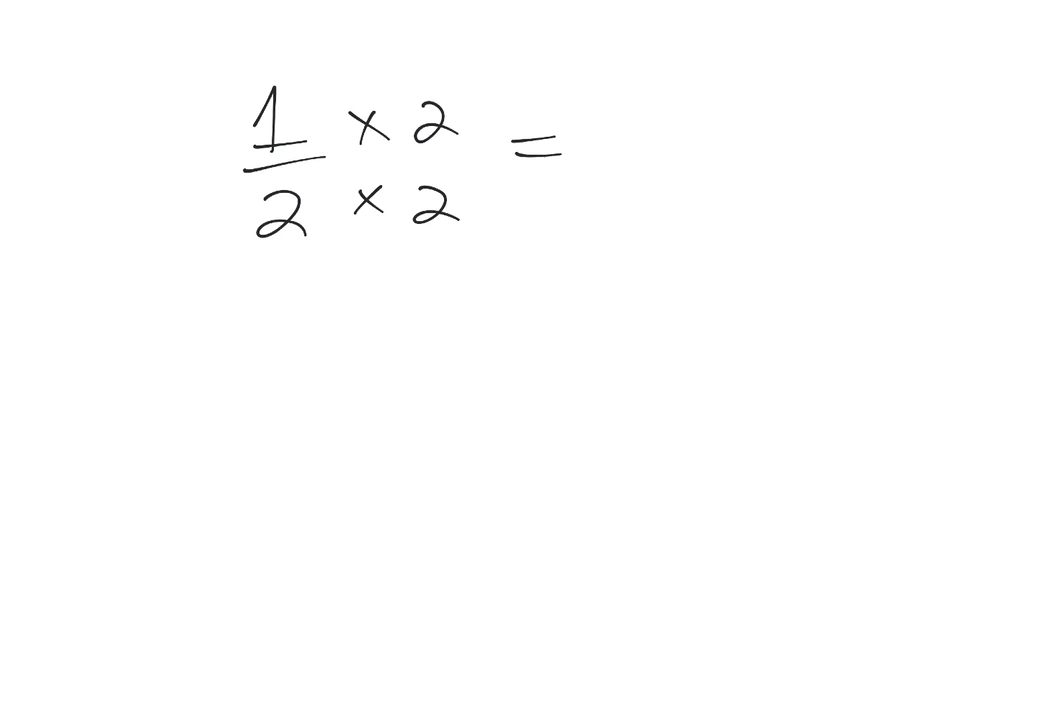 1 × 2 =
2 × 2